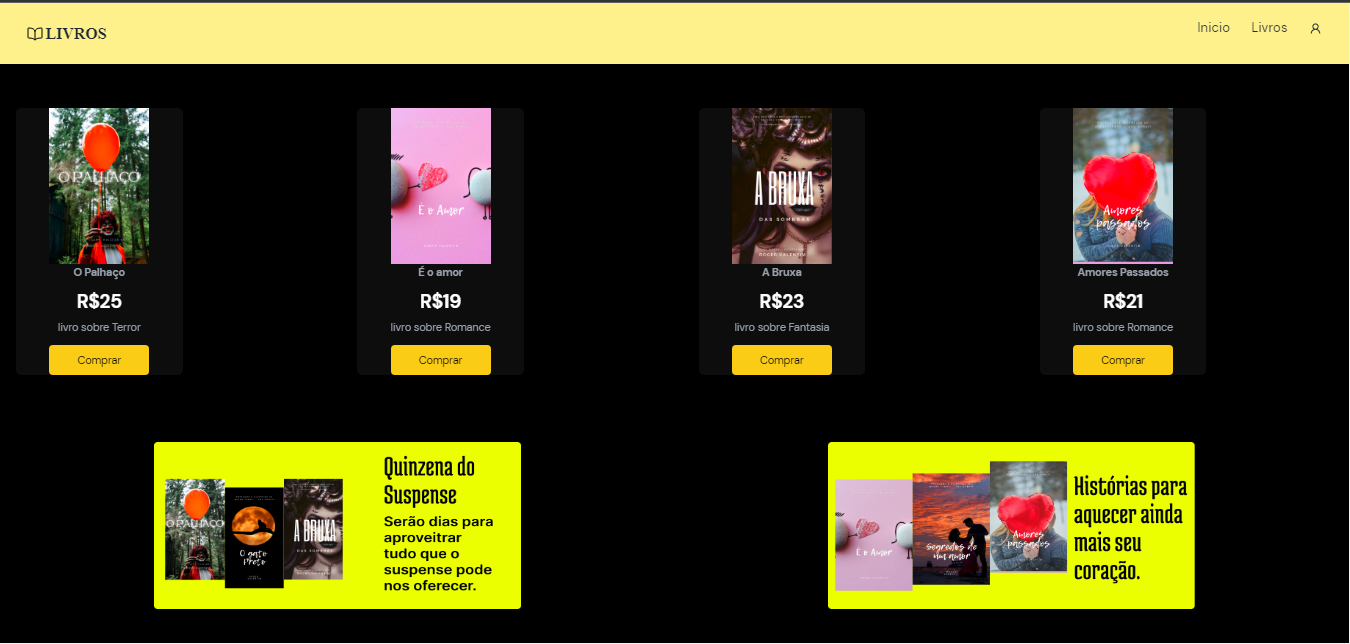 LIVROS
Inicio
Livros
O PALHAÇO
É o Amor
A BRUXA
DAS SOMBRAS
ROGER VALENTIM
Amores
passados
O Palhaço
É o amor
A Bruxa
Amores Passados
R$25
R$19
R$23
R$21
livro sobre Terror
livro sobre Romance
livro sobre Fantasia
livro sobre Romance
Comprar
Comprar
Comprar
Comprar
O PALHAÇO
O gato
Preto
A BRUXA
DAS SOMBRAS
Quinzena do
Suspense
Serão dias para
aproveitrar
tudo que o
suspense pode
nos oferecer.
É o Amor
Segredos de
um amor
Amores
passados
Histórias para
aquecer ainda
mais seu
coração.